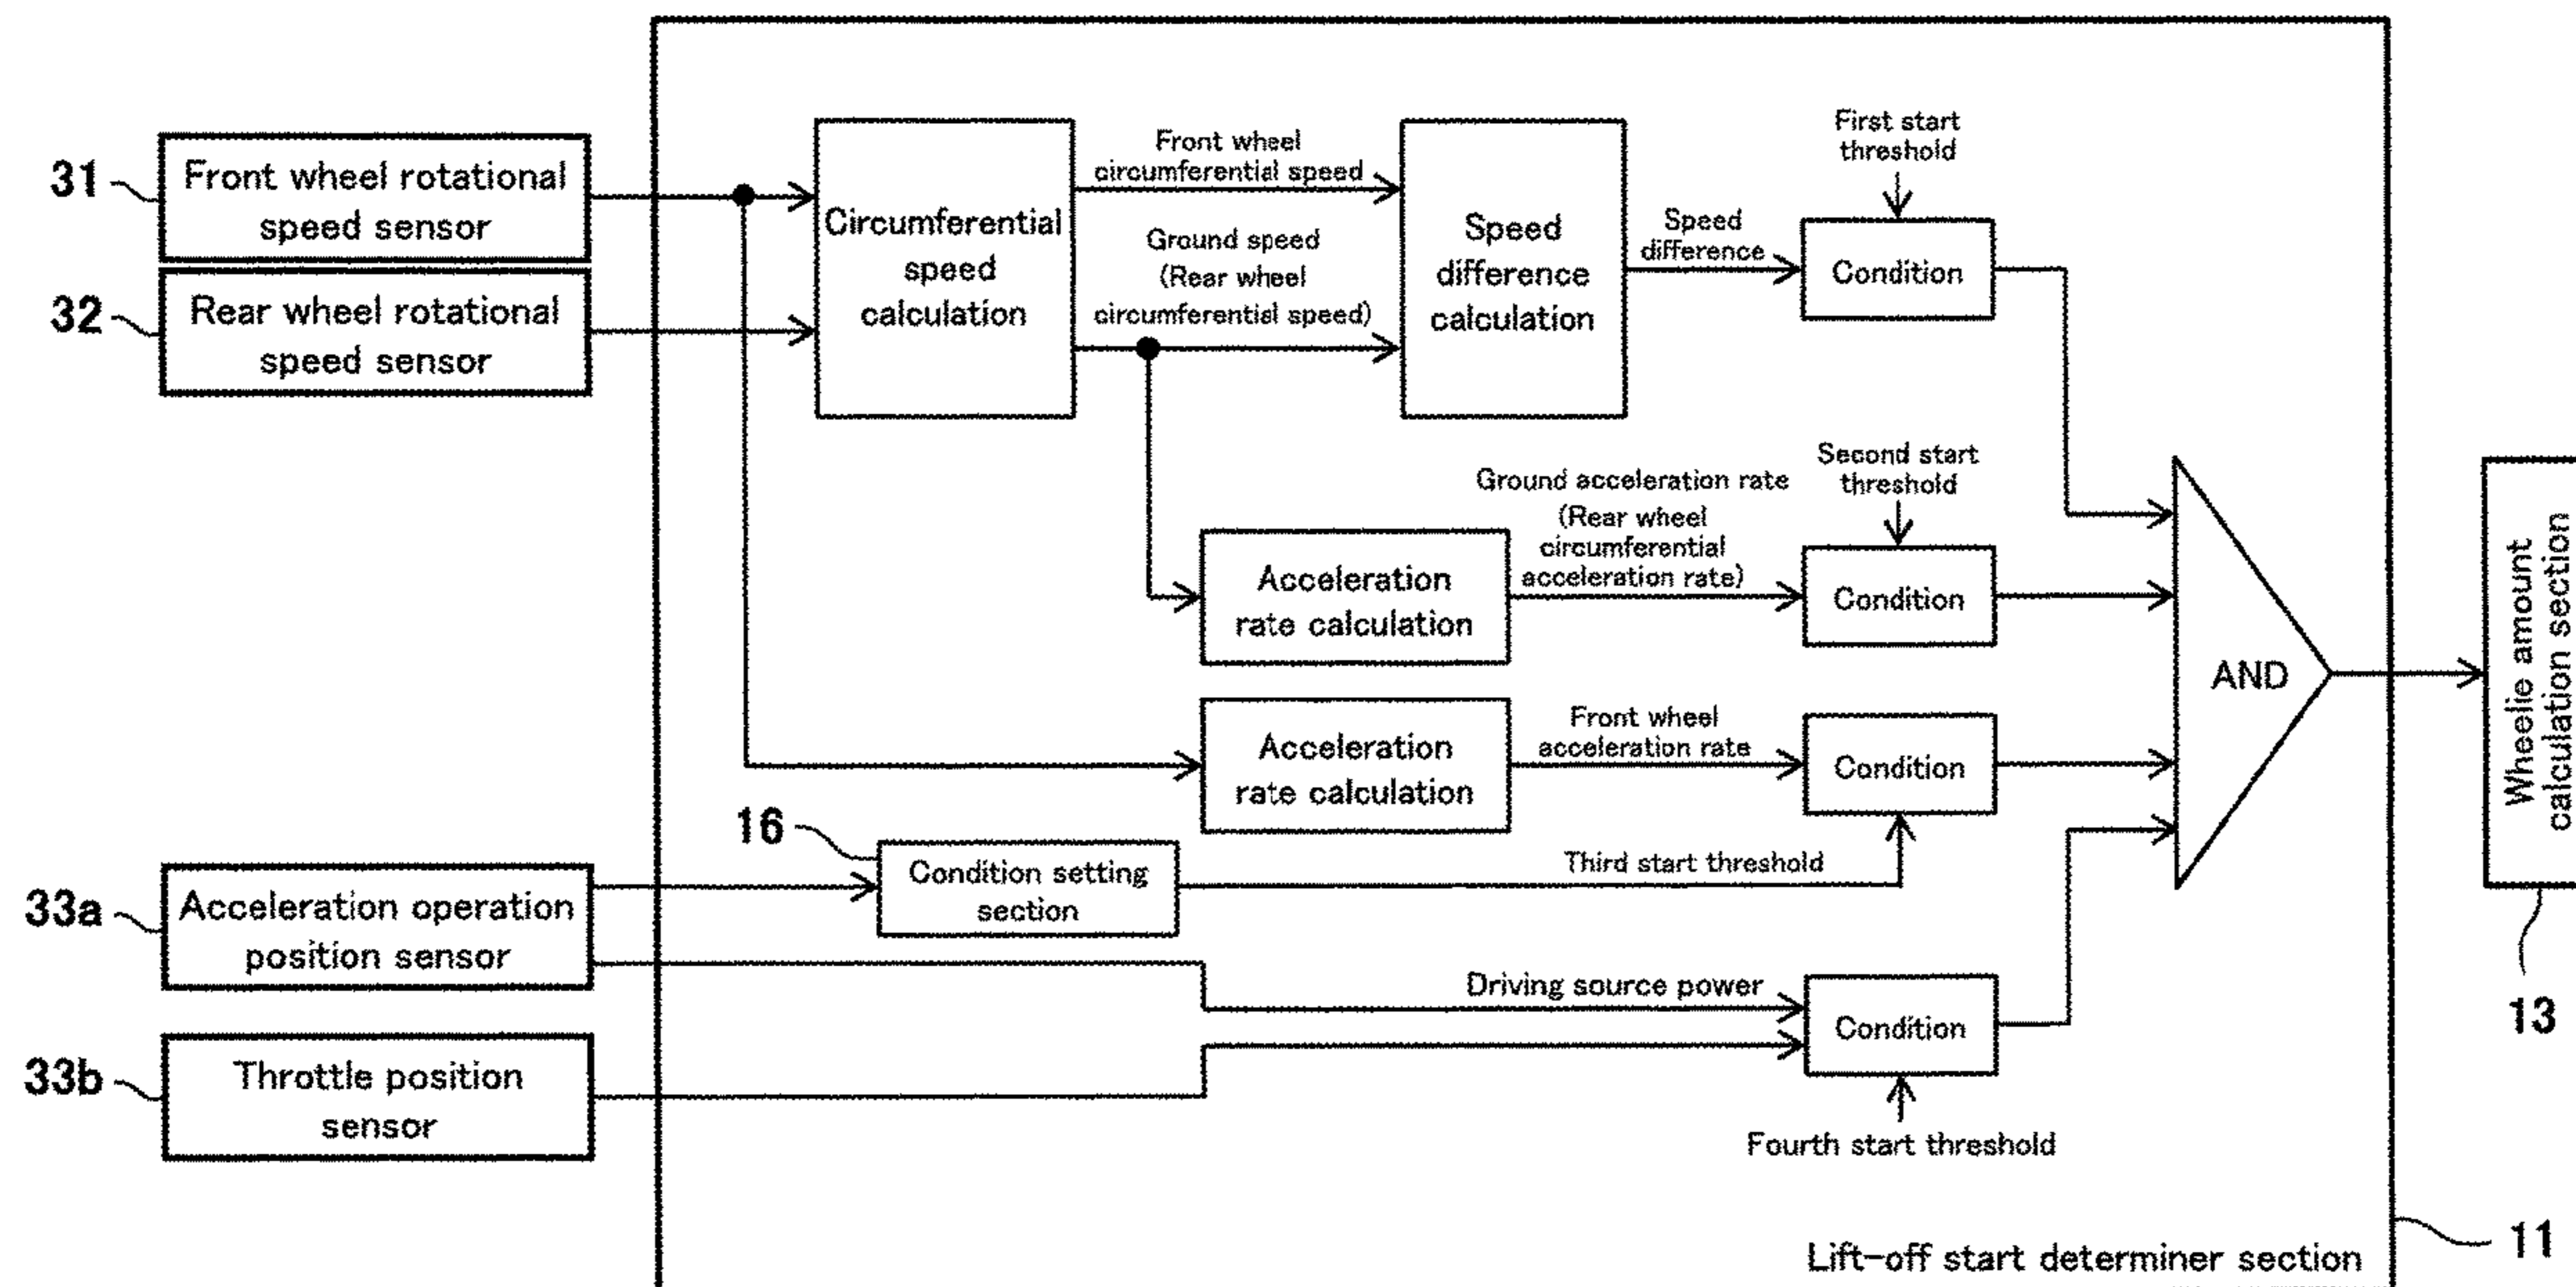 31
Front wheel rotational
speed sensor
32
Rear wheel rotational
speed sensor
Circumferential
speed
calculation
Front wheel
circumferential speed
Ground speed
(Rear wheel
circumferential speed)
Speed
difference
calculation
Speed
difference
First start
threshold
Condition
Acceleration
rate calculation
Ground acceleration rate
(Rear wheel
circumferential
acceleration rate)
Second start
threshold
Condition
Acceleration
rate calculation
Front wheel
acceleration rate
Condition
AND
Wheelie amount
calculation section
13
16
Condition setting
section
Third start threshold
33a
Acceleration operation
position sensor
Driving source power
Condition
33b
Throttle position
sensor
Fourth start threshold
Lift-off start determiner section
11